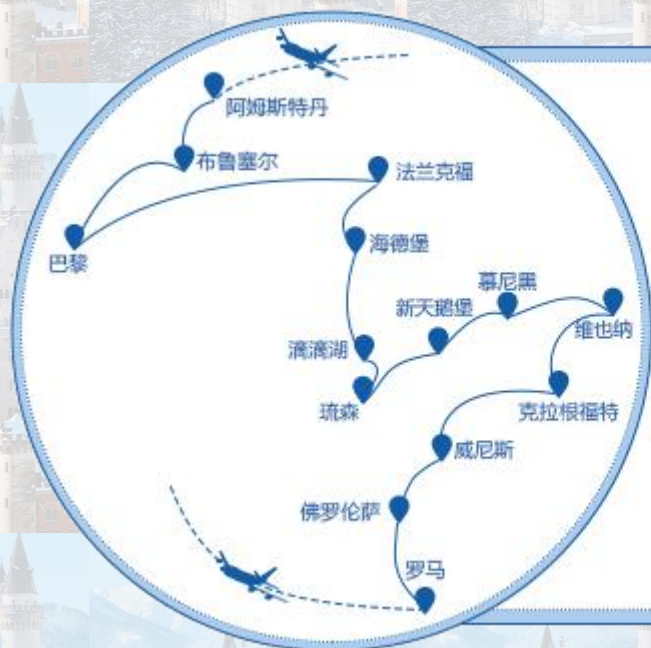 阿姆斯特丹
布鲁塞尔
法兰克福
巴黎
海德堡
慕尼黑
新天鹅堡
维也纳
滴滴湖
琉森
克拉根福特
威尼斯
佛罗伦萨
罗马